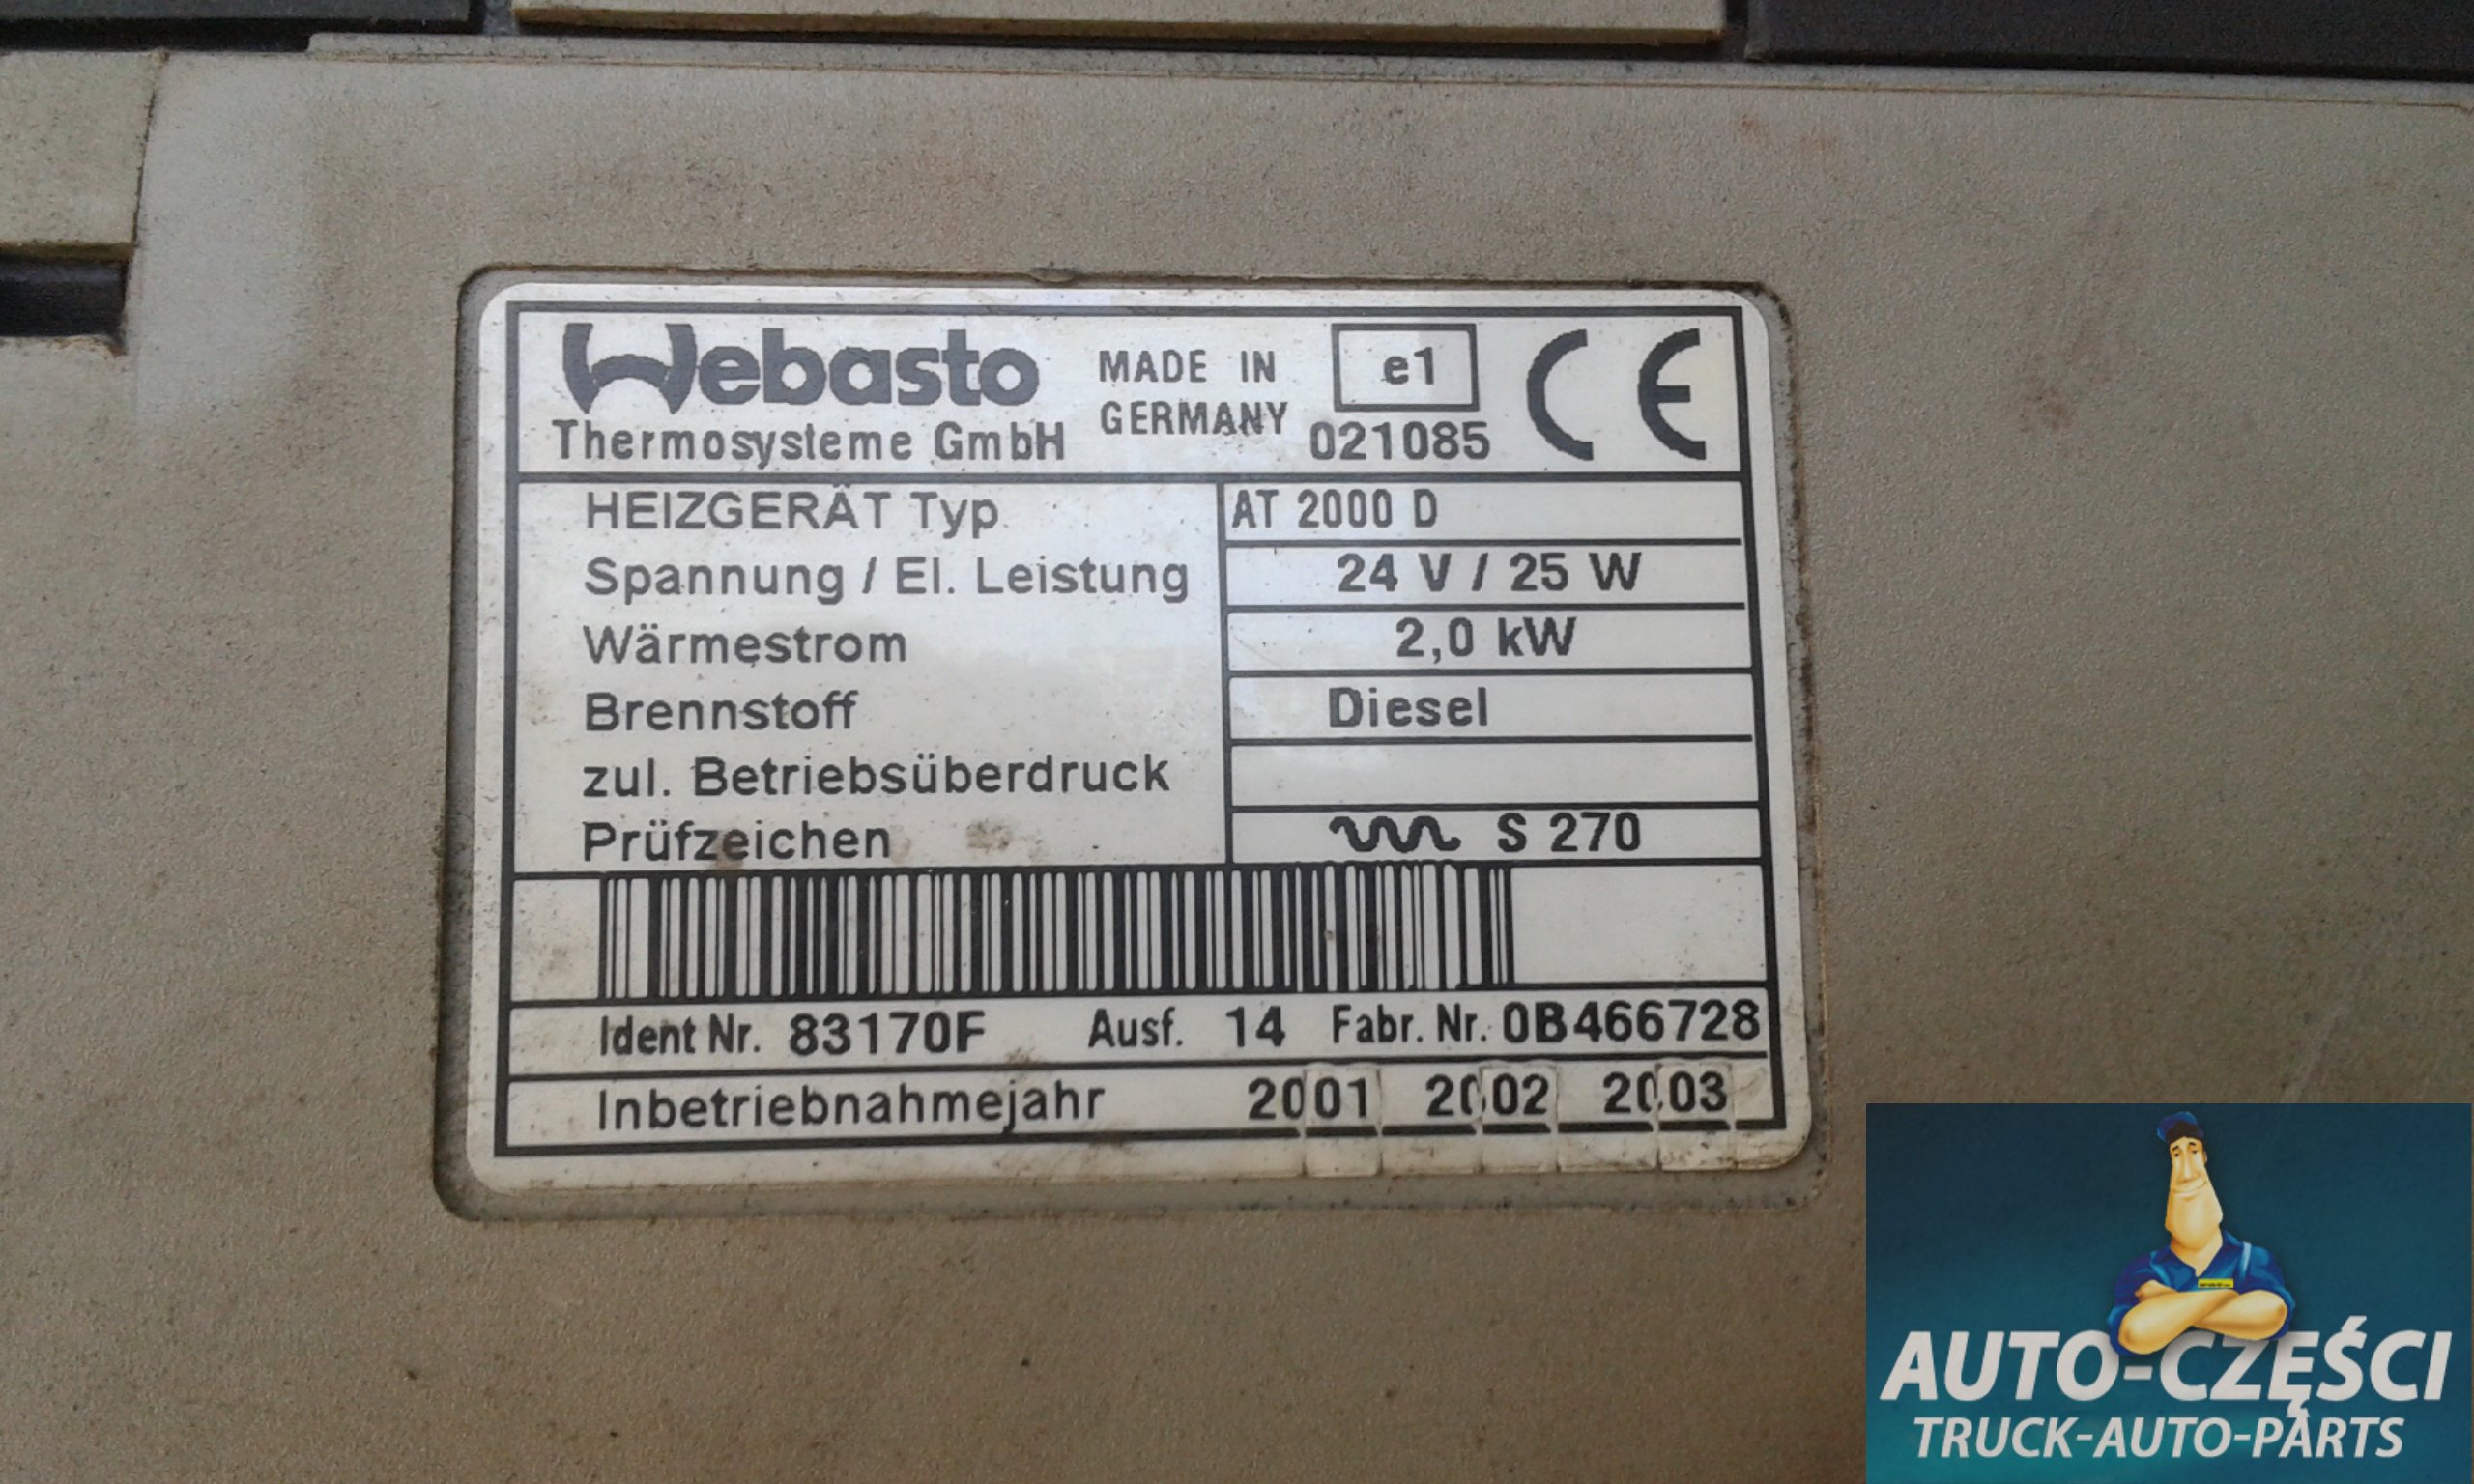 Webasto
Thermosysteme GmbH
MADE IN
GERMANY
e1
021085
CE
HEIZGERÄT Typ AT 2000 D
Spannung / El. Leistung 24 V / 25 W
Wärmestrom 2,0 kW
Brennstoff Diesel
zul. Betriebsüberdruck
Prüfzeichen S 270
Ident Nr. 83170F Ausf. 14 Fabr. Nr. 0B466728
Inbetriebnahmejahr 2001 2002 2003
AUTO-CZĘŚCI
TRUCK-AUTO-PARTS